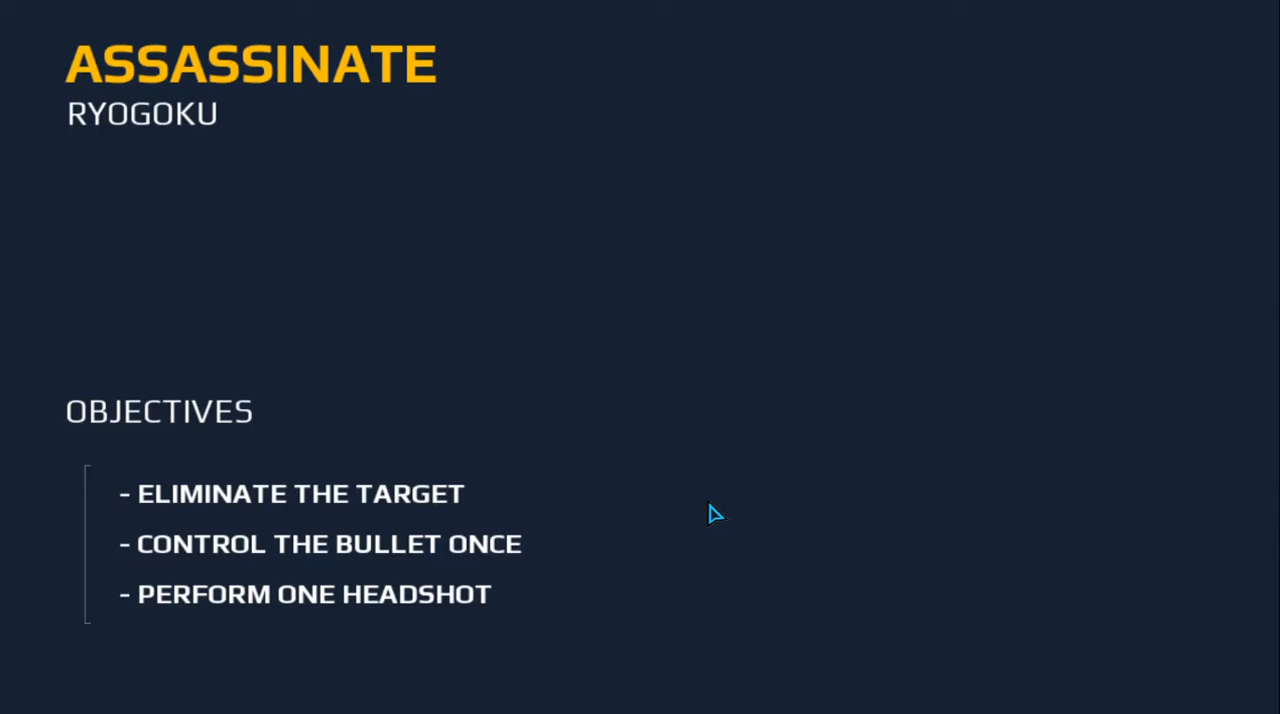 ASSASSINATE
RYOGOKU
OBJECTIVES
- ELIMINATE THE TARGET
- CONTROL THE BULLET ONCE
- PERFORM ONE HEADSHOT